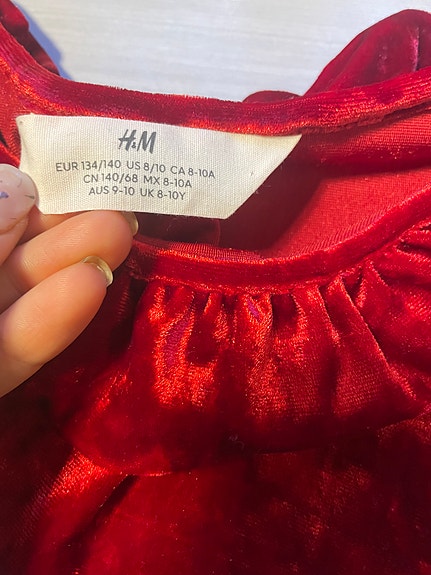 H&M
EUR 134/140 US 8/10 CA 8-10A
CN 140/68 MX 8-10A
AUS 9-10 UK 8-10Y